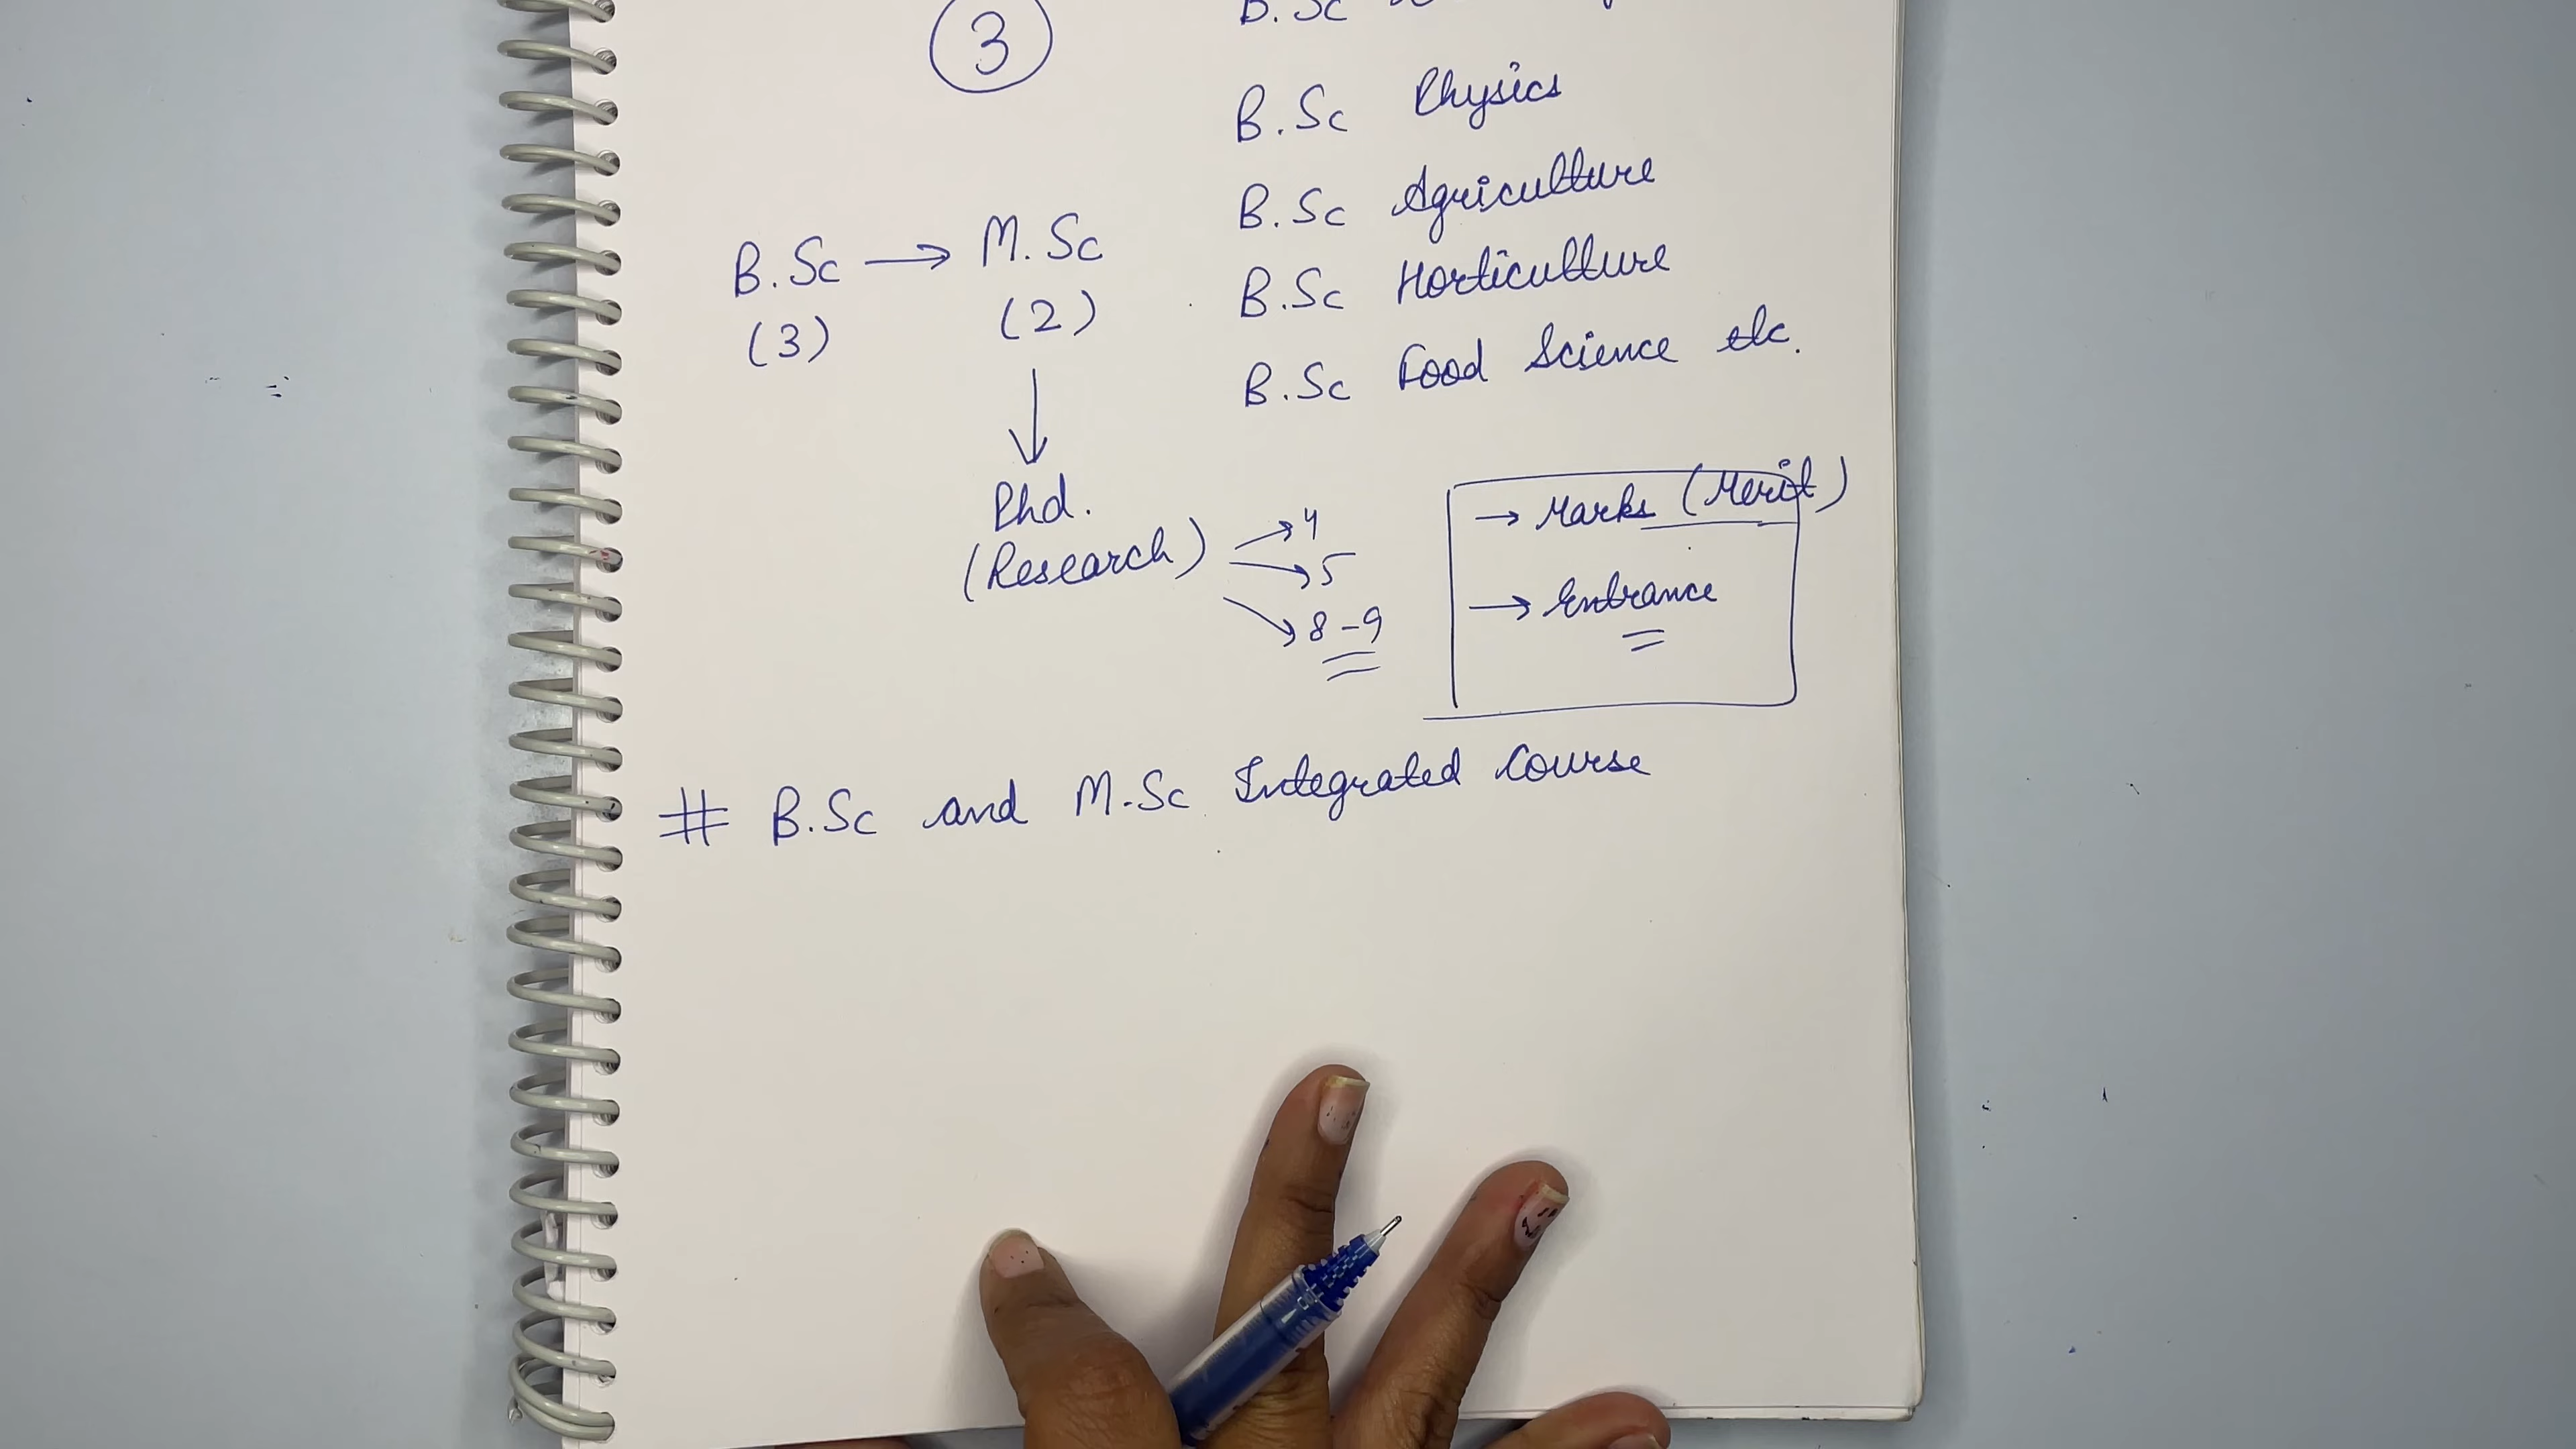 3
B.Sc
B.Sc Physics
B.Sc Agriculture
B.Sc Horticulture
B.Sc Food Science etc.
B.Sc → M.Sc
(3) (2)
↓
Phd.
(Research)
→ 4
→ 5
→ 8-9
→ Marks (Merit)
→ Entrance
# B.Sc and M.Sc Integrated Course